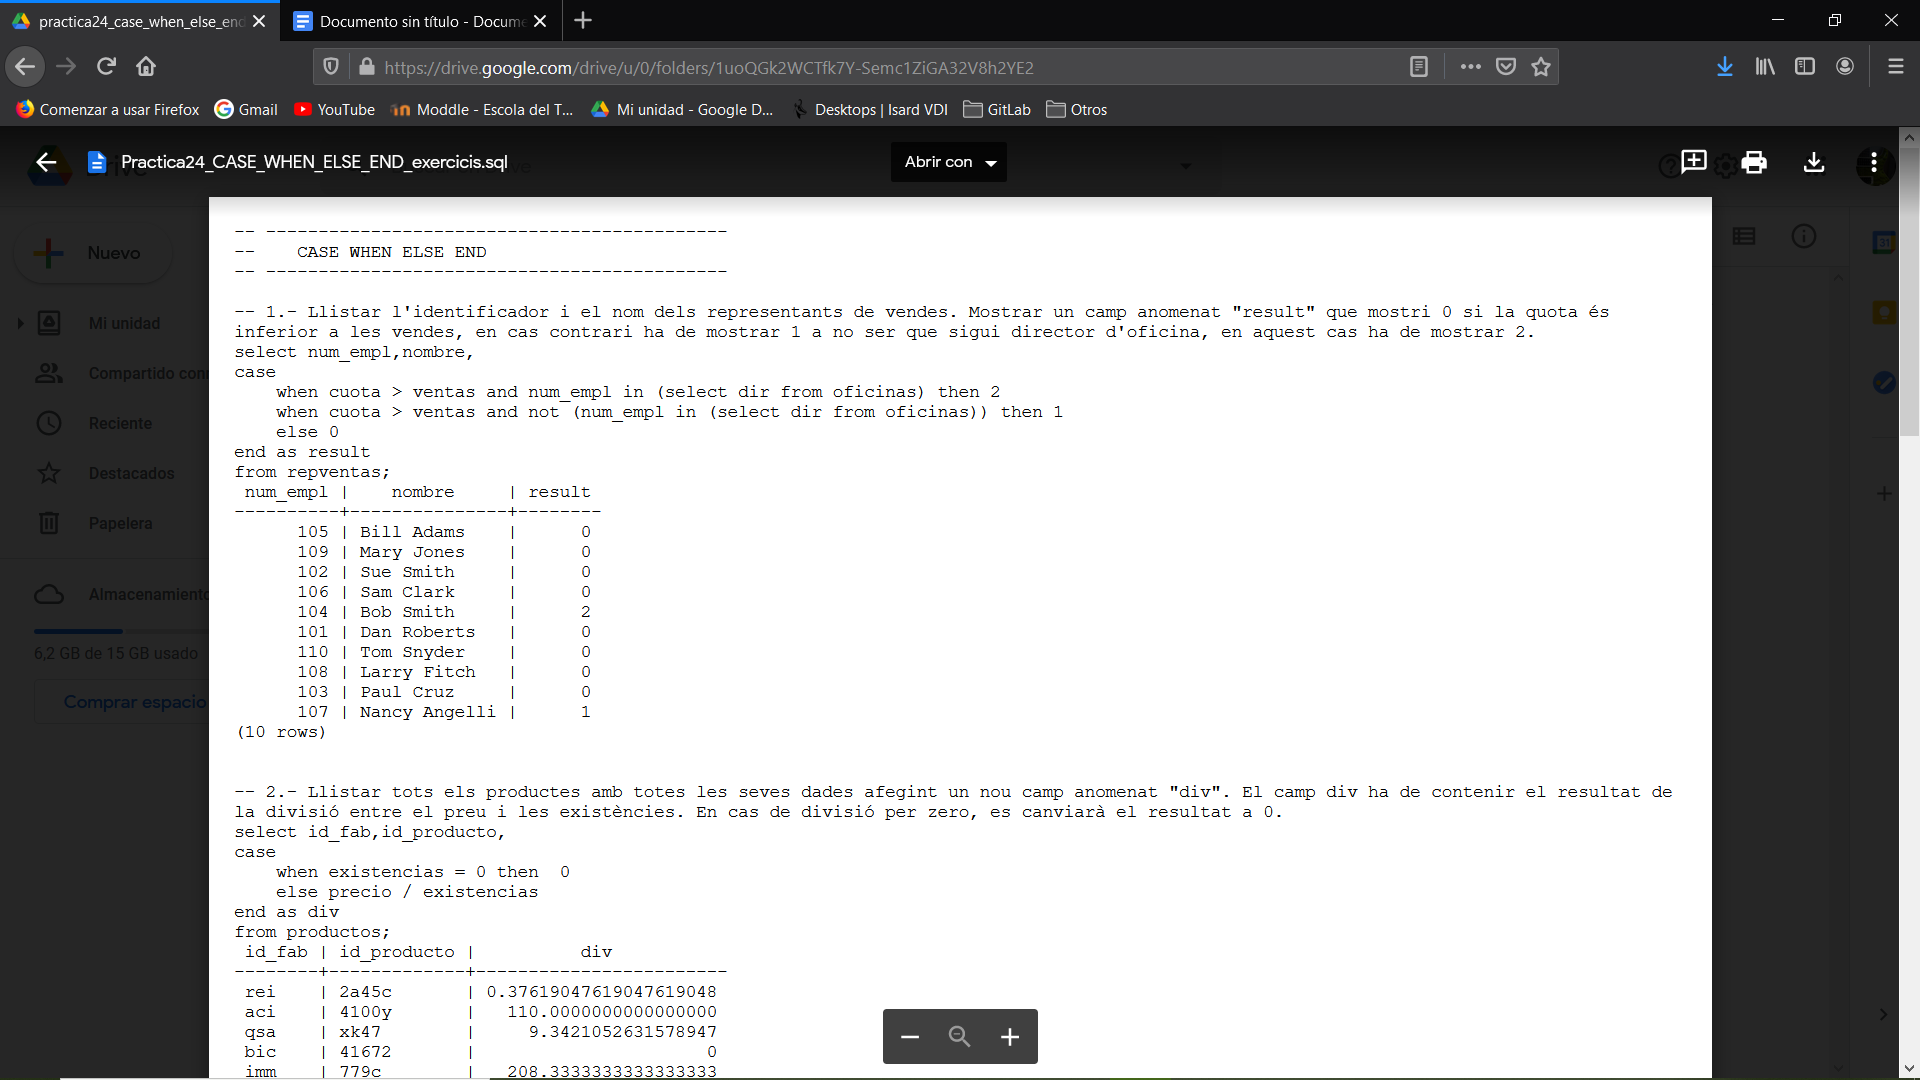 practica24_case_when_else_end
Documento sin título - Docume
https://drive.google.com/drive/u/0/folders/1uoQGk2WCTfk7Y-Semc1ZiGA32V8h2YE2
Comenzar a usar Firefox
Gmail
YouTube
Moddle - Escola del T...
Mi unidad - Google D...
Desktops | Isard VDI
GitLab
Otros
Practica24_CASE_WHEN_ELSE_END_exercicis.sql
Abrir con
Nuevo
Mi unidad
Compartido con
Reciente
Destacados
Papelera
Almacenamiento
6,2 GB de 15 GB usado
Comprar espacio
31
-- --------------------------------------------
--    CASE WHEN ELSE END
-- --------------------------------------------
-- 1.- Llistar l'identificador i el nom dels representants de vendes. Mostrar un camp anomenat "result" que mostri 0 si la quota és
inferior a les vendes, en cas contrari ha de mostrar 1 a no ser que sigui director d'oficina, en aquest cas ha de mostrar 2.
select num_empl,nombre,
case
    when cuota > ventas and num_empl in (select dir from oficinas) then 2
    when cuota > ventas and not (num_empl in (select dir from oficinas)) then 1
    else 0
end as result
from repventas;
 num_empl |    nombre     | result
----------+---------------+--------
      105 | Bill Adams    |      0
      109 | Mary Jones    |      0
      102 | Sue Smith     |      0
      106 | Sam Clark     |      0
      104 | Bob Smith     |      2
      101 | Dan Roberts   |      0
      110 | Tom Snyder    |      0
      108 | Larry Fitch   |      0
      103 | Paul Cruz     |      0
      107 | Nancy Angelli |      1
(10 rows)
-- 2.- Llistar tots els productes amb totes les seves dades afegint un nou camp anomenat "div". El camp div ha de contenir el resultat de
la divisió entre el preu i les existències. En cas de divisió per zero, es canviarà el resultat a 0.
select id_fab,id_producto,
case
    when existencias = 0 then  0
    else precio / existencias
end as div
from productos;
 id_fab | id_producto |          div
--------+-------------+------------------------
 rei    | 2a45c       | 0.37619047619047619048
 aci    | 4100y       |   110.0000000000000000
 qsa    | xk47        |     9.3421052631578947
 bic    | 41672       |                      0
 imm    | 779c        |   208.3333333333333333